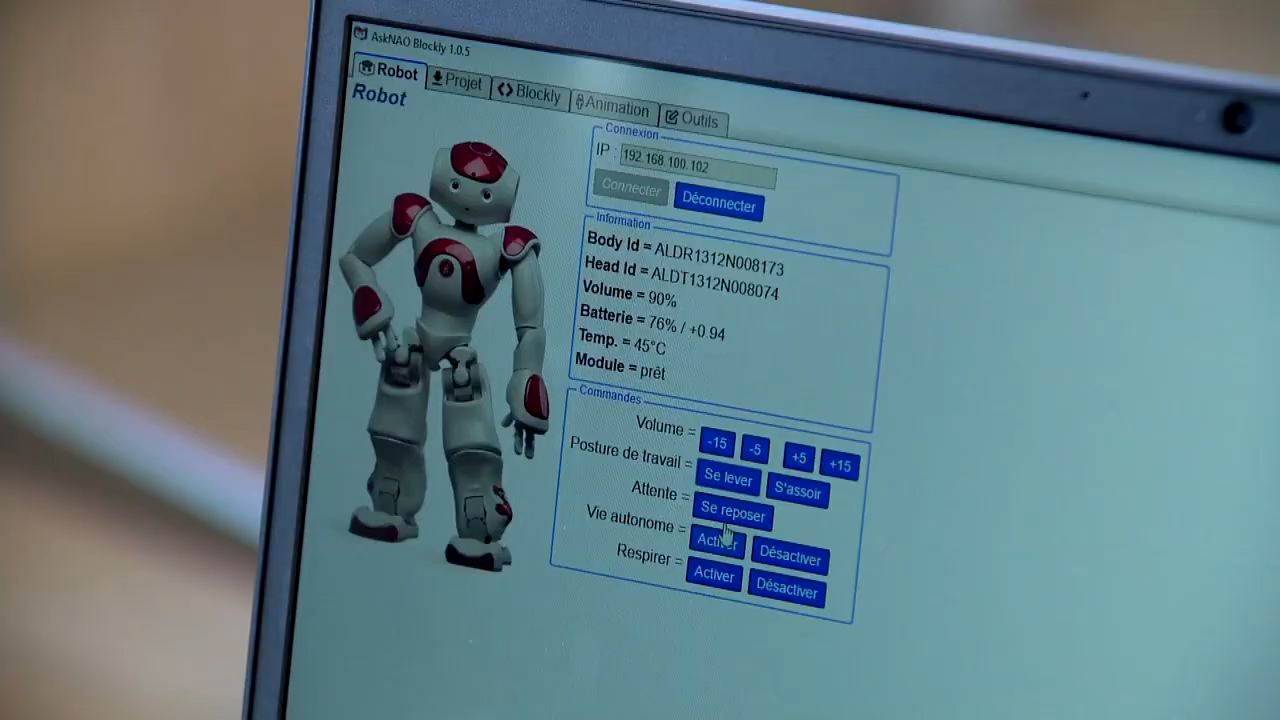 AskNAO Blockly 1.0.5
Robot Projet Blockly Animation Outils
Robot
Connexion
IP : 192.168.100.102
Connecter Déconnecter
Information
Body Id = ALDR1312N008173
Head Id = ALDT1312N008074
Volume = 90%
Batterie = 76% / +0.94
Temp. = 45°C
Module = prêt
Commandes
Volume = -15 -5 +5 +15
Posture de travail = Se lever S'assoir
Attente = Se reposer
Vie autonome = Activer Désactiver
Respirer = Activer Désactiver